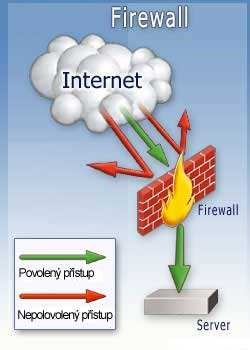 Firewall
Internet
Firewall
Povolený přístup
Nepolovolený přístup
Server